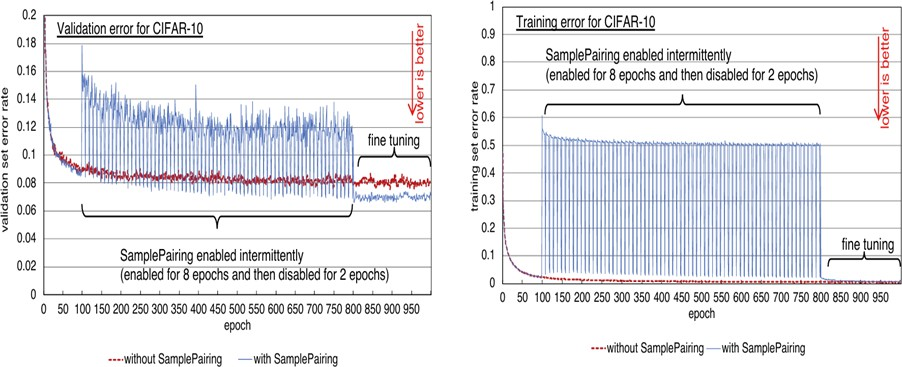 Validation error for CIFAR-10
lower is better
validation set error rate
0.2
0.18
0.16
0.14
0.12
0.1
0.08
0.06
0.04
0.02
0
fine tuning
SamplePairing enabled intermittently
(enabled for 8 epochs and then disabled for 2 epochs)
0 50 100 150 200 250 300 350 400 450 500 550 600 650 700 750 800 850 900 950
epoch
without SamplePairing with SamplePairing
Training error for CIFAR-10
lower is better
training set error rate
1
0.9
0.8
0.7
0.6
0.5
0.4
0.3
0.2
0.1
0
SamplePairing enabled intermittently
(enabled for 8 epochs and then disabled for 2 epochs)
fine tuning
0 50 100 150 200 250 300 350 400 450 500 550 600 650 700 750 800 850 900 950
epoch
without SamplePairing with SamplePairing